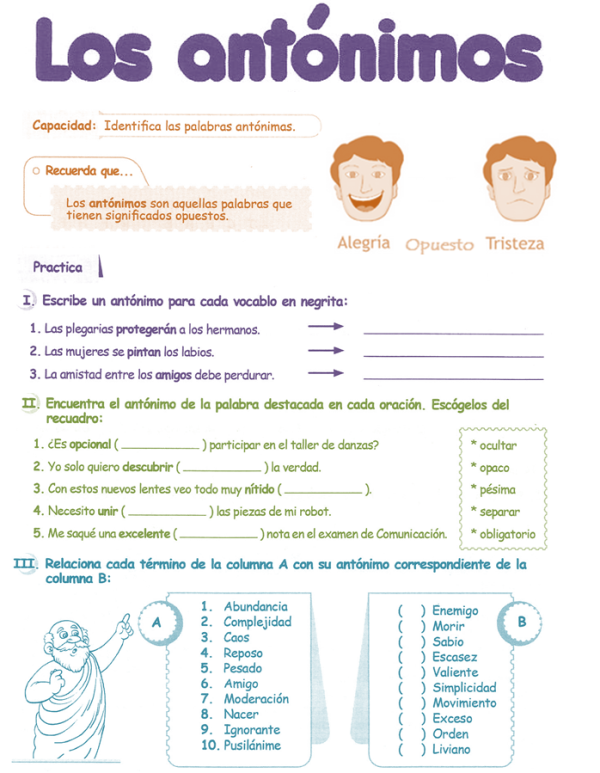 Los antónimos
Capacidad: Identifica las palabras antónimas.
Recuerda que...
Los antónimos son aquellas palabras que
tienen significados opuestos.
Alegría Opuesto Tristeza
Practica
I. Escribe un antónimo para cada vocablo en negrita:
1. Las plegarias protegerán a los hermanos. ____________
2. Las mujeres se pintan los labios. ____________
3. La amistad entre los amigos debe perdurar. ____________
II. Encuentra el antónimo de la palabra destacada en cada oración. Escógelos del
recuadro:
1. ¿Es opcional ( ____________ ) participar en el taller de danzas?
2. Yo solo quiero descubrir ( ____________ ) la verdad.
3. Con estos nuevos lentes veo todo muy nítido ( ____________ ).
4. Necesito unir ( ____________ ) las piezas de mi robot.
5. Me saqué una excelente ( ____________ ) nota en el examen de Comunicación.
* ocultar
* opaco
* pésima
* separar
* obligatorio
III. Relaciona cada término de la columna A con su antónimo correspondiente de la
columna B:
A
1. Abundancia
2. Complejidad
3. Caos
4. Reposo
5. Pesado
6. Amigo
7. Moderación
8. Nacer
9. Ignorante
10. Pusilánime
B
( ) Enemigo
( ) Morir
( ) Sabio
( ) Escasez
( ) Valiente
( ) Simplicidad
( ) Movimiento
( ) Exceso
( ) Orden
( ) Liviano